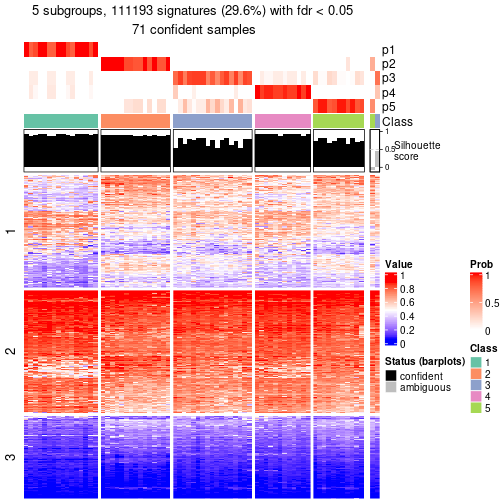 5 subgroups, 111193 signatures (29.6%) with fdr < 0.05
71 confident samples
p1
p2
p3
p4
p5
Class
1
0.5
0
Silhouette
score
1
2
3
Value
1
0.8
0.6
0.4
0.2
0
Status (barplots)
confident
ambiguous
Prob
1
0.5
0
Class
1
2
3
4
5